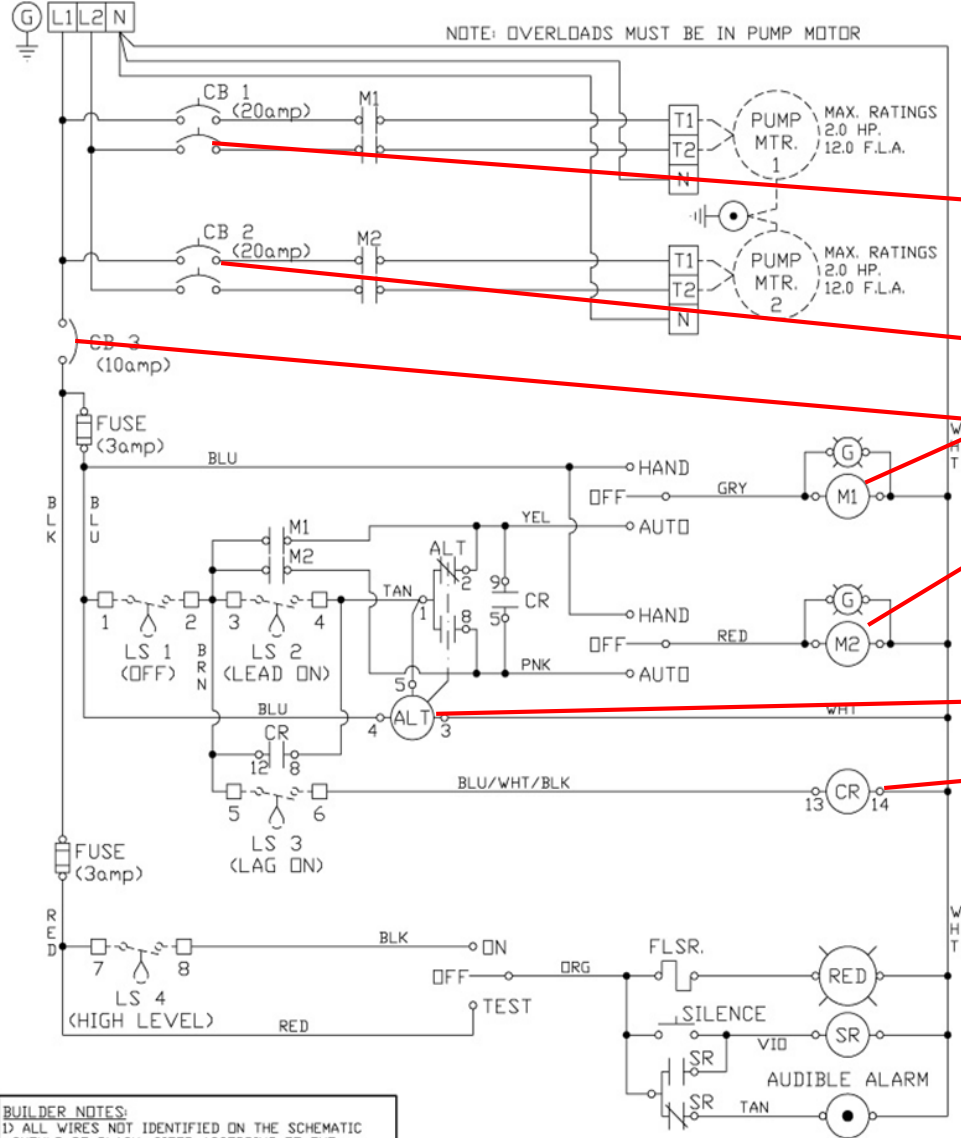 G L1 L2 N
NOTE: OVERLOADS MUST BE IN PUMP MOTOR
CB 1
(20amp)
M1
T1
T2
N
PUMP
MTR.
1
MAX. RATINGS
2.0 HP.
12.0 F.L.A.
CB 2
(20amp)
M2
T1
T2
N
PUMP
MTR.
2
MAX. RATINGS
2.0 HP.
12.0 F.L.A.
CB 3
(10amp)
FUSE
(3amp)
BLK
BLU
BLU
HAND
OFF
AUTO
GRY
G
M1
WHT
M1
M2
YEL
ALT
2
9
CR
5
TAN
1
8
1
2
3
4
LS 1
(OFF)
BRN
LS 2
(LEAD ON)
HAND
OFF
AUTO
RED
G
M2
PNK
5
BLU
4
ALT
3
WHT
CR
12
8
5
6
BLU/WHT/BLK
13
CR
14
LS 3
(LAG ON)
FUSE
(3amp)
RED
7
8
BLK
ON
OFF
TEST
ORG
LS 4
(HIGH LEVEL)
RED
FLSR.
RED
WHT
SILENCE
VIO
SR
SR
SR
TAN
AUDIBLE ALARM
BUILDER NOTES:
1) ALL WIRES NOT IDENTIFIED ON THE SCHEMATIC